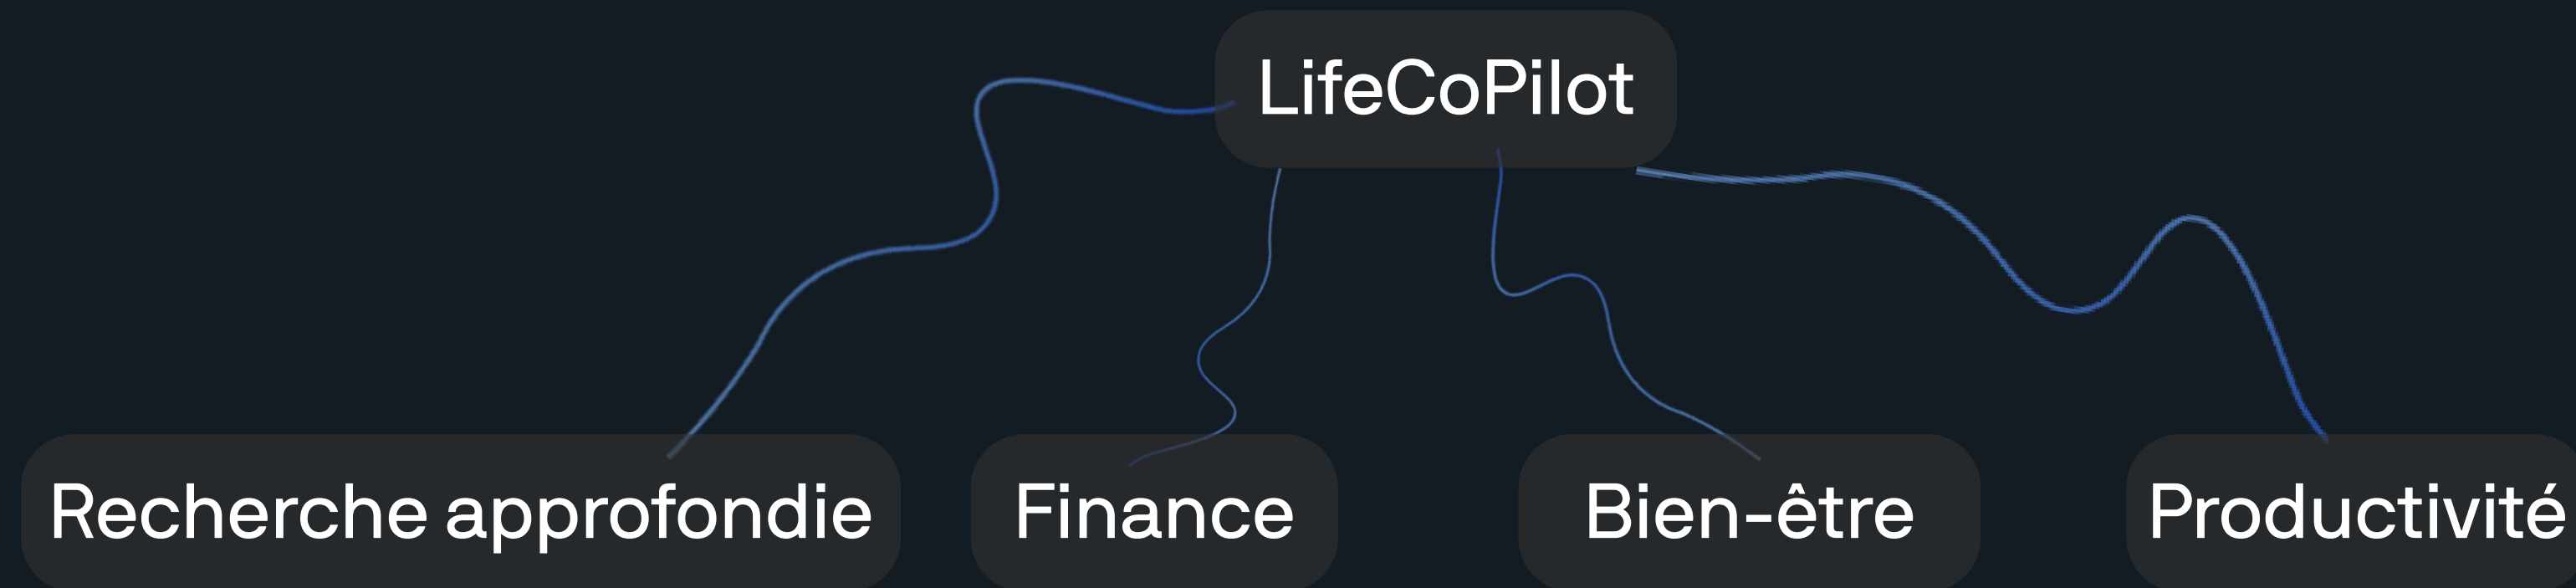 LifeCoPilot
Recherche approfondie
Finance
Bien-être
Productivité